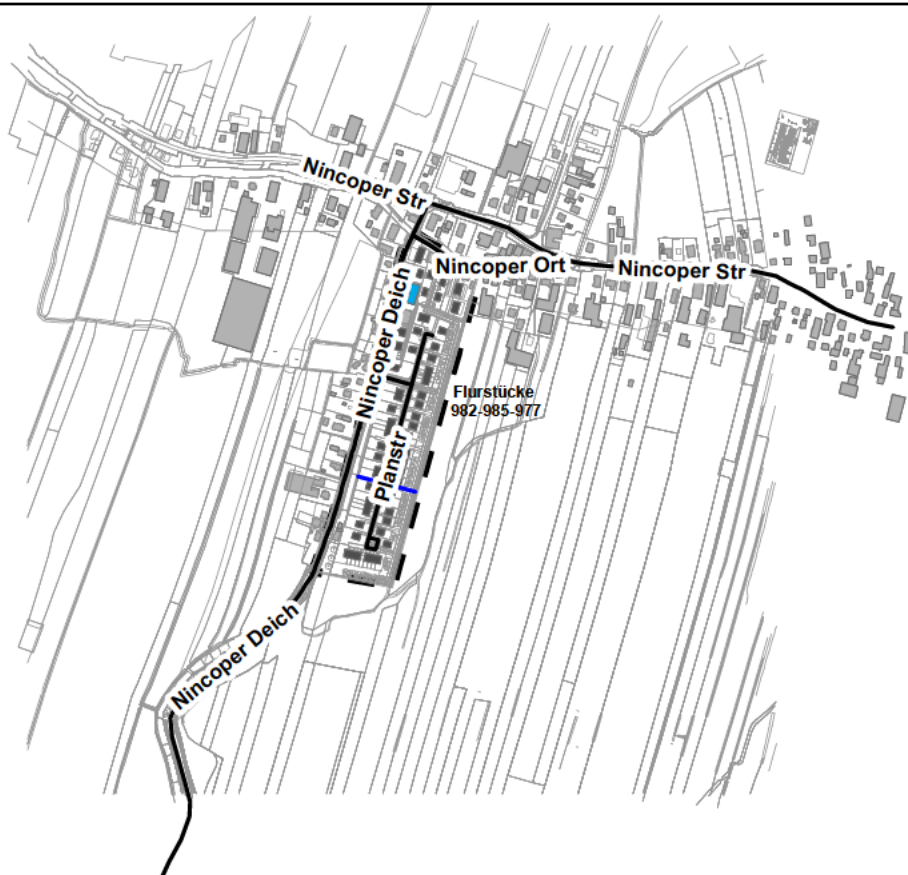 Nincoper Str
Nincoper Ort
Nincoper Str
Nincoper Deich
Flurstücke
982-985-977
Planstr
Nincoper Deich